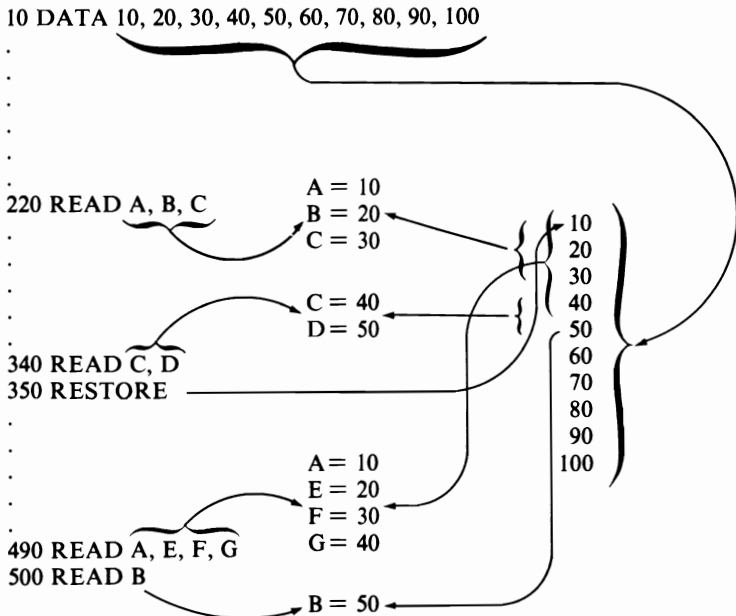 10 DATA 10, 20, 30, 40, 50, 60, 70, 80, 90, 100
.
.
.
.
.
.
220 READ A, B, C
A = 10
B = 20
C = 30
.
.
.
.
.
C = 40
D = 50
340 READ C, D
350 RESTORE
10
20
30
40
50
60
70
80
90
100
.
.
.
.
.
A = 10
E = 20
F = 30
G = 40
490 READ A, E, F, G
500 READ B
B = 50